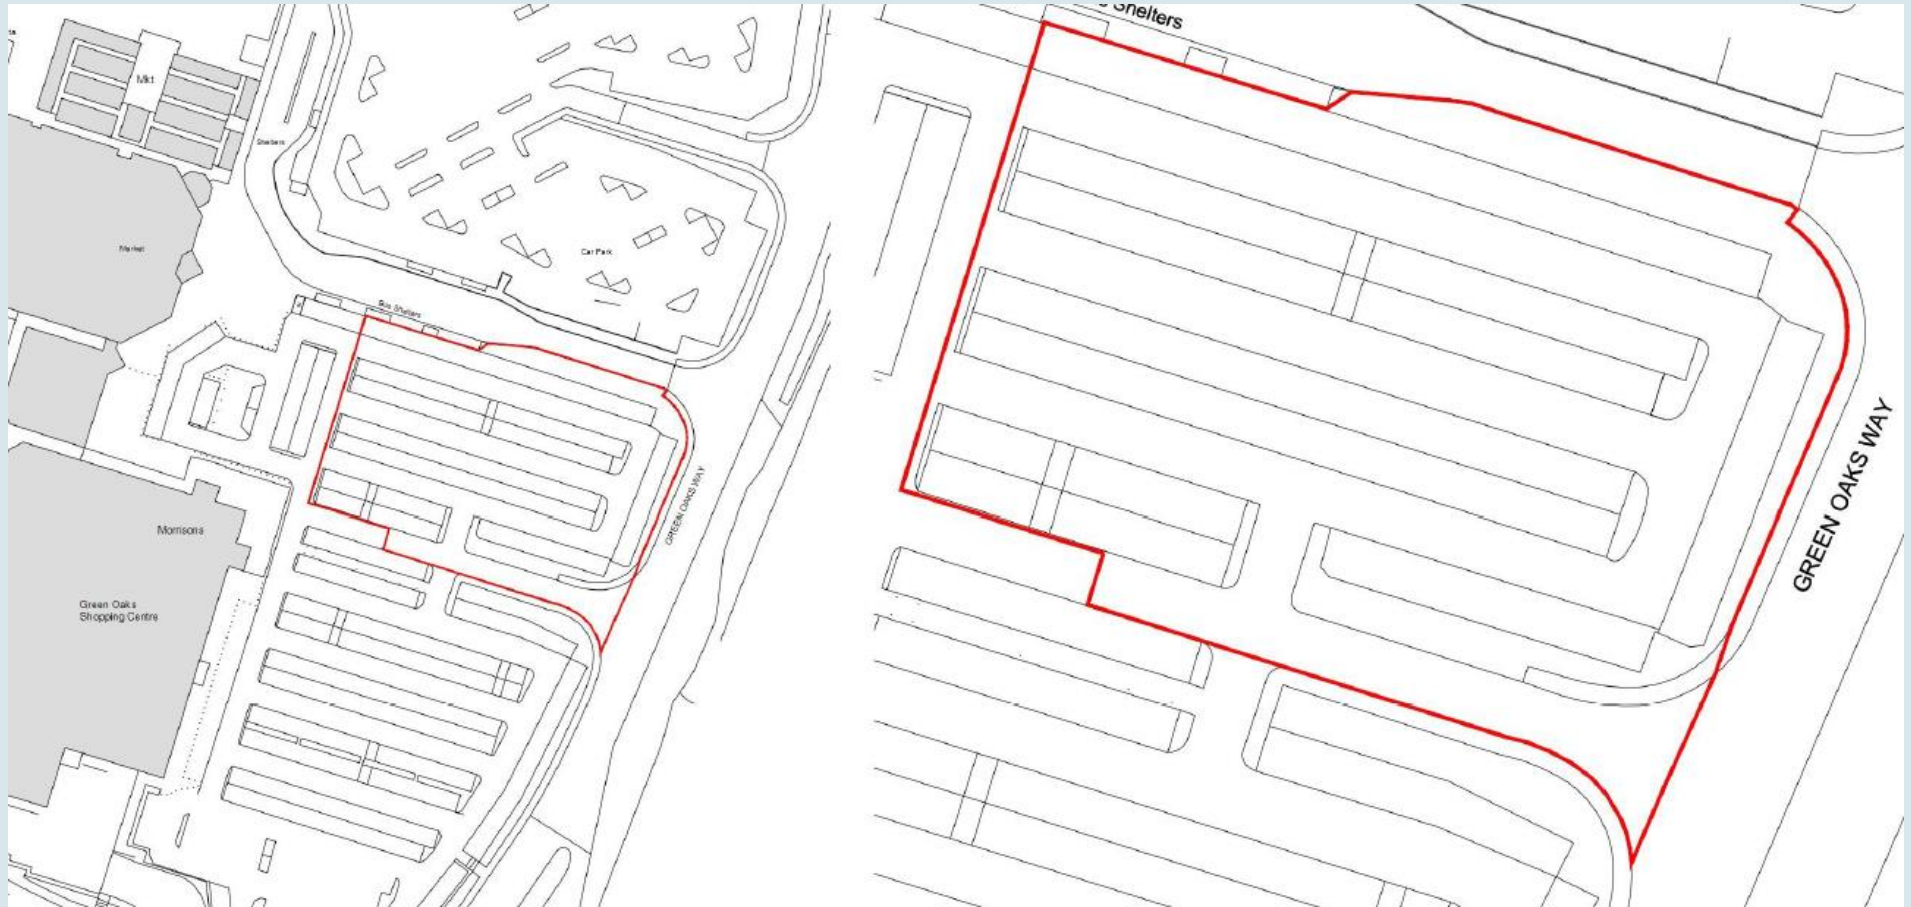 Mkt
Shelters
Market
Car Park
Bus Shelters
Morrisons
GREEN OAKS WAY
Green Oaks
Shopping Centre
Shelters
GREEN OAKS WAY